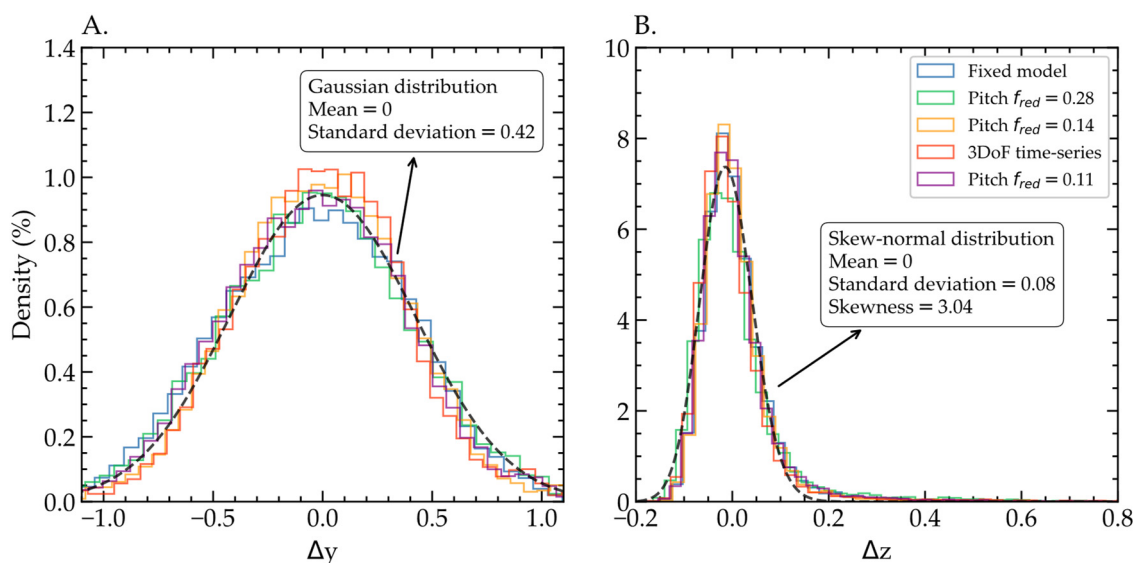 A.
1.4
1.2
1.0
0.8
0.6
0.4
0.2
0.0
Density (%)
−1.0
−0.5
0.0
0.5
1.0
Δy
Gaussian distribution
Mean = 0
Standard deviation = 0.42
B.
10
8
6
4
2
0
−0.2
0.0
0.2
0.4
0.6
0.8
Δz
Fixed model
Pitch f_red = 0.28
Pitch f_red = 0.14
3DoF time-series
Pitch f_red = 0.11
Skew-normal distribution
Mean = 0
Standard deviation = 0.08
Skewness = 3.04